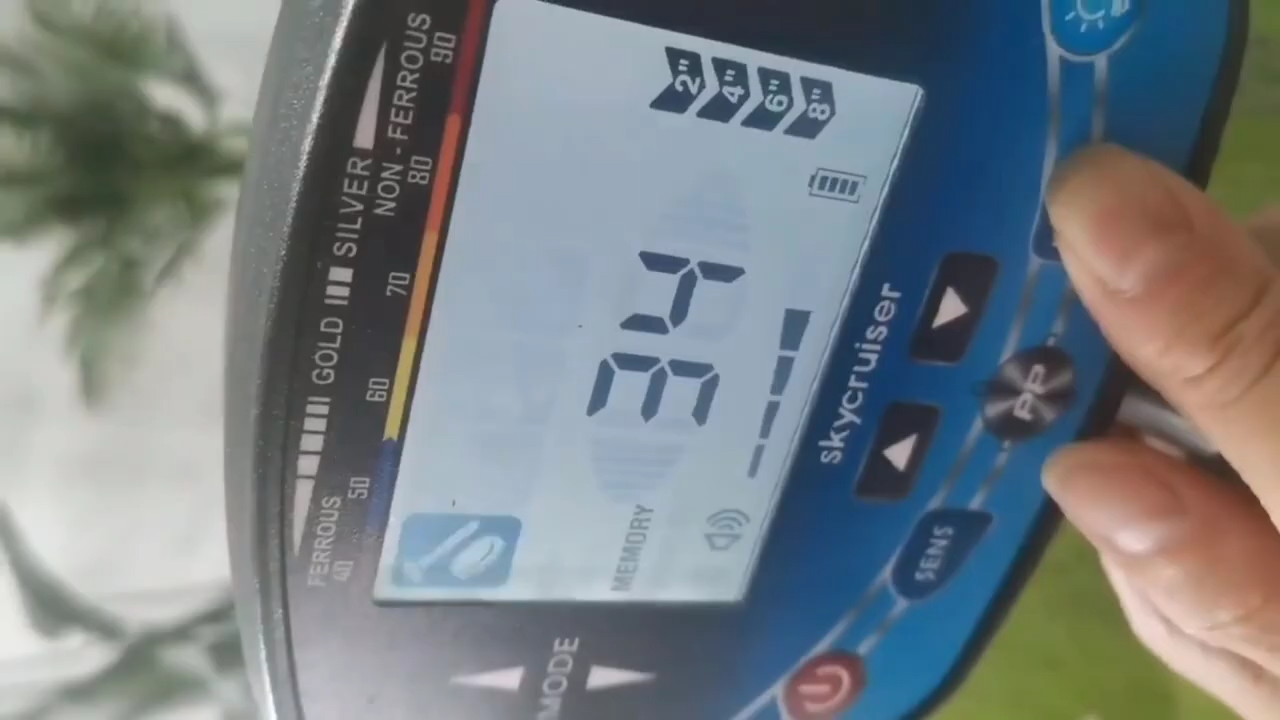 FERROUS GOLD SILVER NON - FERROUS
40 50 60 70 80 90
MODE
MEMORY
34
2"
4"
6"
8"
skycruiser
SENS
PP